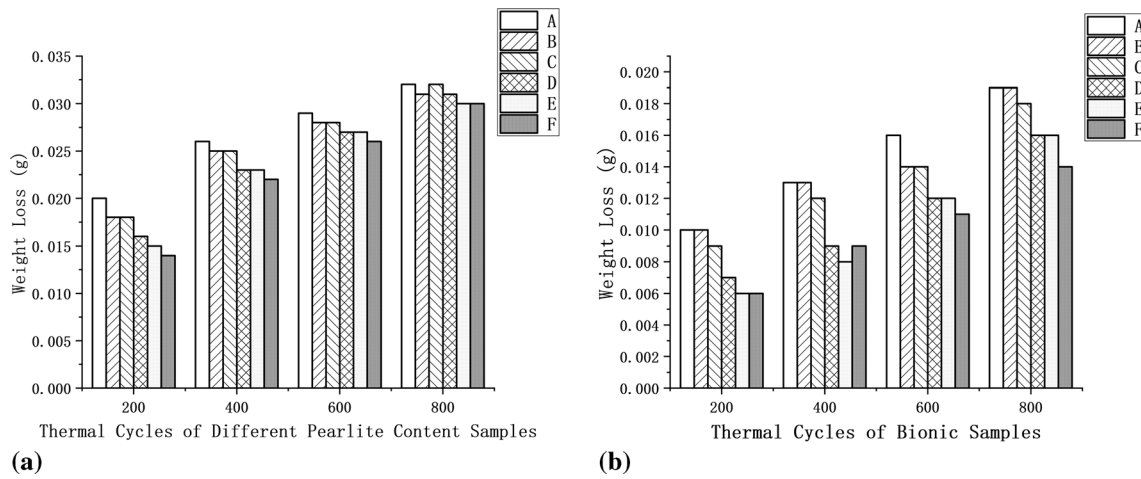 A
B
C
D
E
F
0.035
0.030
0.025
0.020
0.015
0.010
0.005
0.000
Weight Loss (g)
200
400
600
800
Thermal Cycles of Different Pearlite Content Samples
(a)
A
B
C
D
E
F
0.020
0.018
0.016
0.014
0.012
0.010
0.008
0.006
0.004
0.002
0.000
Weight Loss (g)
200
400
600
800
Thermal Cycles of Bionic Samples
(b)